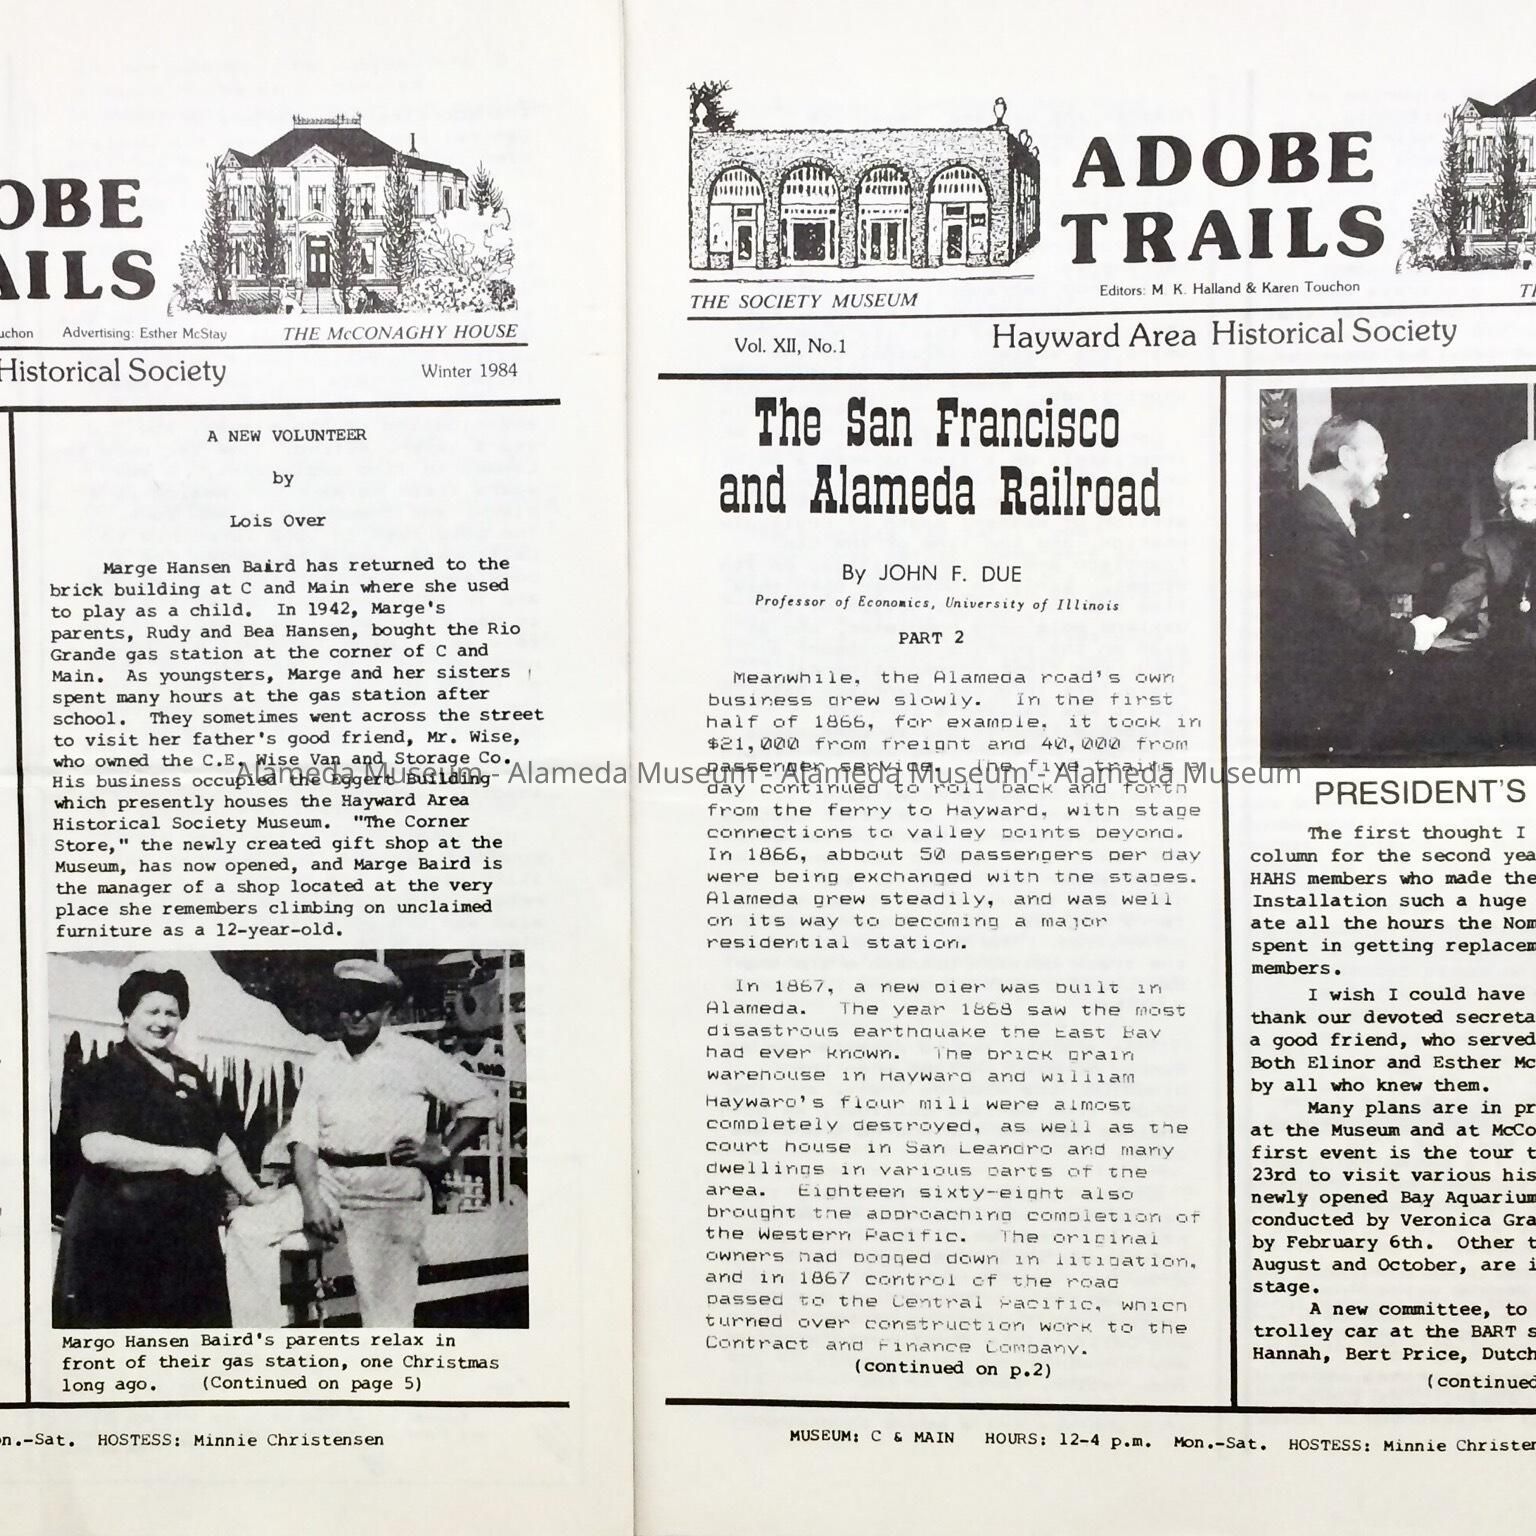 OBE
AILS
uchon Advertising: Esther McStay THE McCONAGHY HOUSE
Historical Society Winter 1984
A NEW VOLUNTEER
by
Lois Over
Marge Hansen Baird has returned to the
brick building at C and Main where she used
to play as a child. In 1942, Marge's
parents, Rudy and Bea Hansen, bought the Rio
Grande gas station at the corner of C and
Main. As youngsters, Marge and her sisters
spent many hours at the gas station after
school. They sometimes went across the street
to visit her father's good friend, Mr. Wise,
who owned the C.E. Wise Van and Storage Co.
His business occupied the Eggert Building
which presently houses the Hayward Area
Historical Society Museum. "The Corner
Store," the newly created gift shop at the
Museum, has now opened, and Marge Baird is
the manager of a shop located at the very
place she remembers climbing on unclaimed
furniture as a 12-year-old.
Margo Hansen Baird's parents relax in
front of their gas station, one Christmas
long ago. (Continued on page 5)
on.-Sat. HOSTESS: Minnie Christensen
ADOBE
TRAILS
THE SOCIETY MUSEUM
Editors: M K. Halland & Karen Touchon
Vol. XII, No.1 Hayward Area Historical Society
The San Francisco
and Alameda Railroad
By JOHN F. DUE
Professor of Economics, University of Illinois
PART 2
Meanwhile, the Alameda road's own
business grew slowly. In the first
half of 1866, for example, it took in
$21,000 from freight and 40,000 from
passenger service. The five trains a
day continued to roll back and forth
from the ferry to Hayward, with stage
connections to valley points beyond.
In 1866, abbout 50 passengers per day
were being exchanged with the stages.
Alameda grew steadily, and was well
on its way to becoming a major
residential station.
In 1867, a new pier was built in
Alameda. The year 1868 saw the most
disastrous earthquake the East Bay
had ever known. The brick grain
warehouse in Hayward and William
Hayward's flour mill were almost
completely destroyed, as well as the
court house in San Leandro and many
dwellings in various parts of the
area. Eighteen sixty-eight also
brought the approaching completion of
the Western Pacific. The original
owners had bogged down in litigation,
and in 1867 control of the road
passed to the Central Pacific, which
turned over construction work to the
Contract and Finance Company.
(continued on p.2)
PRESIDENT'S
The first thought I
column for the second yea
HAHS members who made the
Installation such a huge
ate all the hours the Nom
spent in getting replacem
members.
I wish I could have
thank our devoted secreta
a good friend, who served
Both Elinor and Esther Mc
by all who knew them.
Many plans are in pr
at the Museum and at McCo
first event is the tour t
23rd to visit various his
newly opened Bay Aquarium
conducted by Veronica Gra
by February 6th. Other t
August and October, are i
stage.
A new committee, to
trolley car at the BART s
Hannah, Bert Price, Dutch
(continued
MUSEUM: C & MAIN HOURS: 12-4 p.m. Mon.-Sat. HOSTESS: Minnie Christen
Alameda Museum - Alameda Museum - Alameda Museum - Alameda Museum